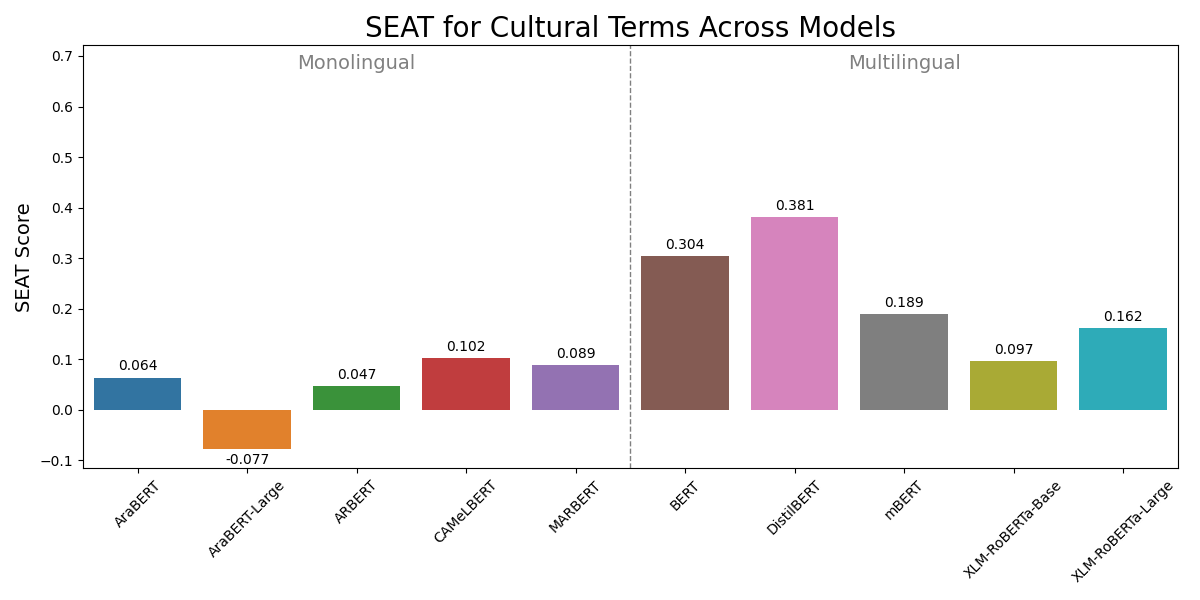 SEAT for Cultural Terms Across Models
Monolingual
Multilingual
SEAT Score
0.7
0.6
0.5
0.4
0.3
0.2
0.1
0.0
−0.1
0.064
-0.077
0.047
0.102
0.089
0.304
0.381
0.189
0.097
0.162
AraBERT
AraBERT-Large
ARBERT
CAMeLBERT
MARBERT
BERT
DistilBERT
mBERT
XLM-RoBERTa-Base
XLM-RoBERTa-Large